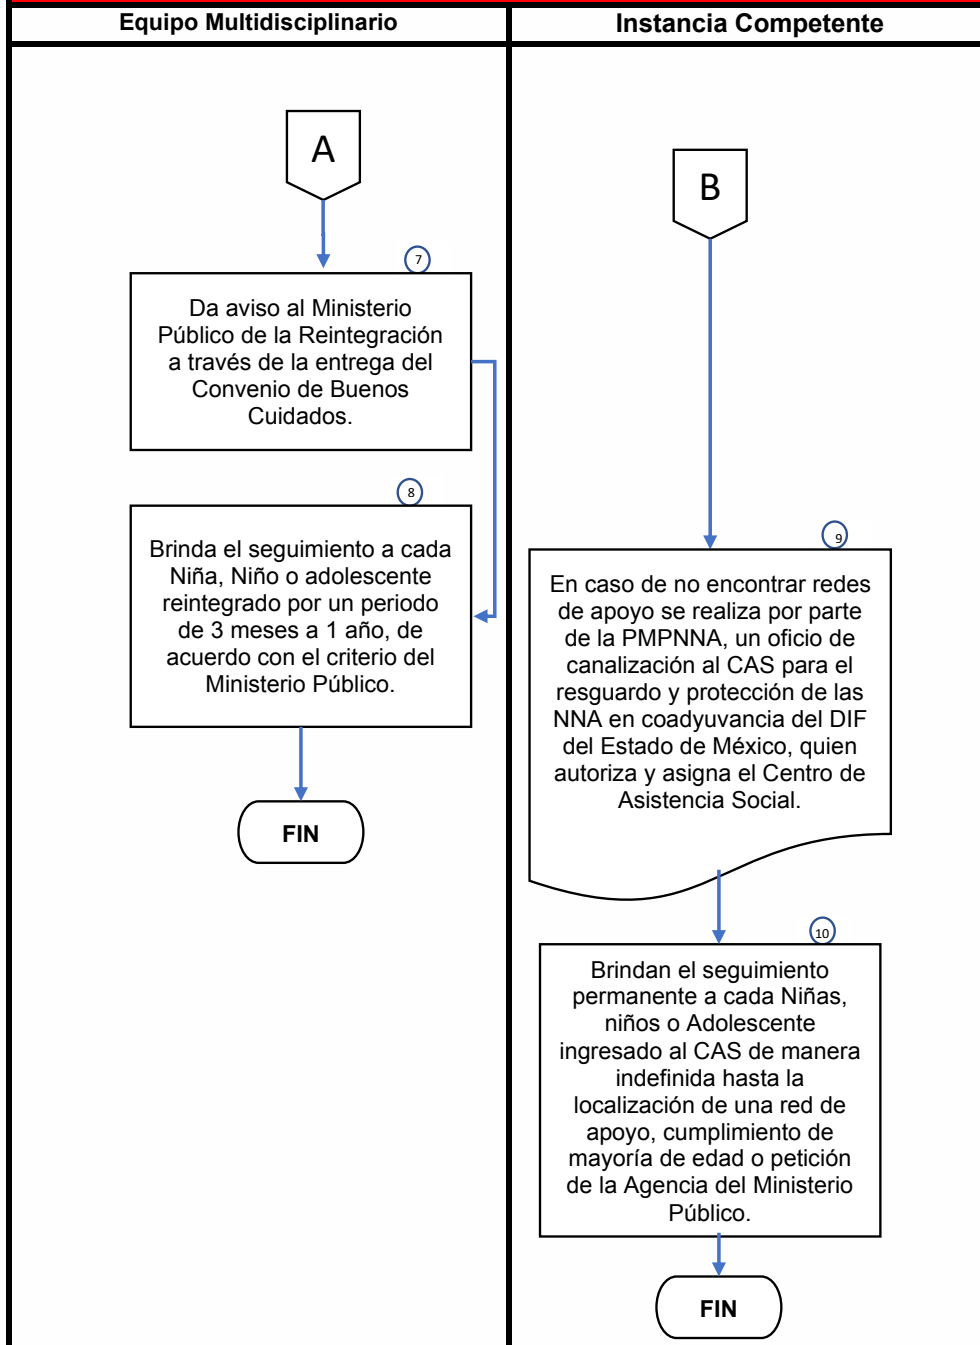 Equipo Multidisciplinario
Instancia Competente
A
7
Da aviso al Ministerio
Público de la Reintegración
a través de la entrega del
Convenio de Buenos
Cuidados.
8
Brinda el seguimiento a cada
Niña, Niño o adolescente
reintegrado por un periodo
de 3 meses a 1 año, de
acuerdo con el criterio del
Ministerio Público.
FIN
B
9
En caso de no encontrar redes
de apoyo se realiza por parte
de la PMPNNA, un oficio de
canalización al CAS para el
resguardo y protección de las
NNA en coadyuvancia del DIF
del Estado de México, quien
autoriza y asigna el Centro de
Asistencia Social.
10
Brindan el seguimiento
permanente a cada Niñas,
niños o Adolescente
ingresado al CAS de manera
indefinida hasta la
localización de una red de
apoyo, cumplimiento de
mayoría de edad o petición
de la Agencia del Ministerio
Público.
FIN